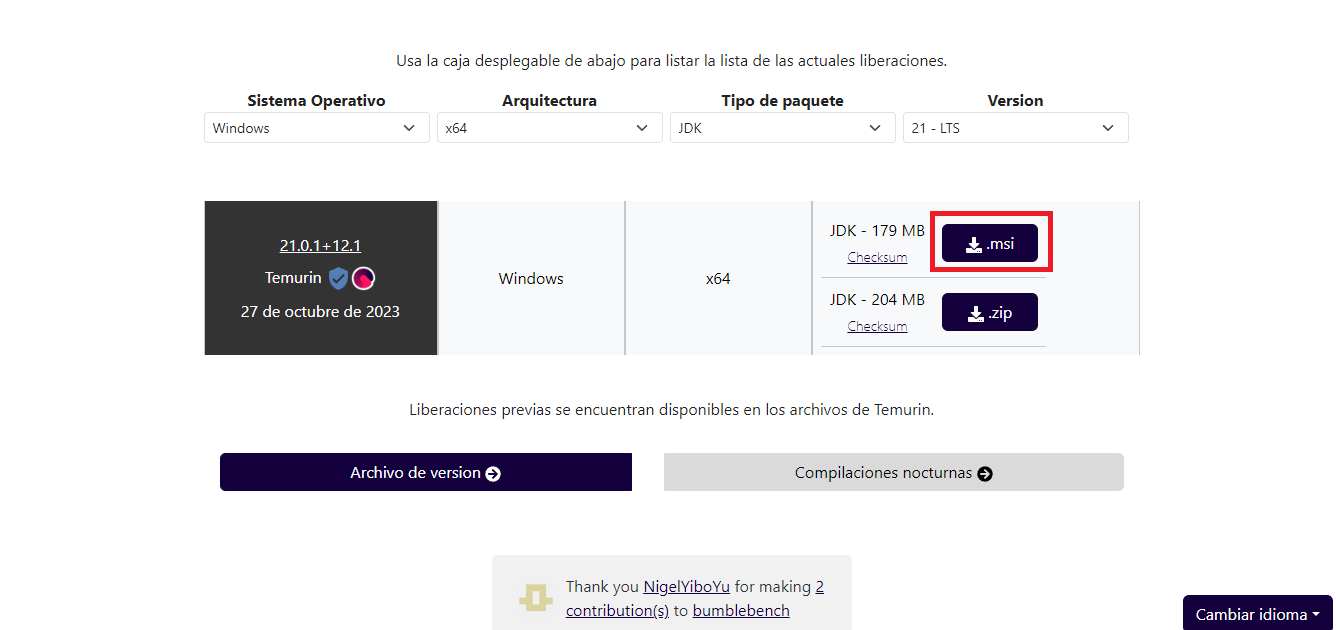 Usa la caja desplegable de abajo para listar la lista de las actuales liberaciones.
Sistema Operativo
Arquitectura
Tipo de paquete
Version
Windows
x64
JDK
21 - LTS
21.0.1+12.1
Temurin
27 de octubre de 2023
Windows
x64
JDK - 179 MB
Checksum
.msi
JDK - 204 MB
Checksum
.zip
Liberaciones previas se encuentran disponibles en los archivos de Temurin.
Archivo de version
Compilaciones nocturnas
Thank you NigelYiboYu for making 2
contribution(s) to bumblebench
Cambiar idioma